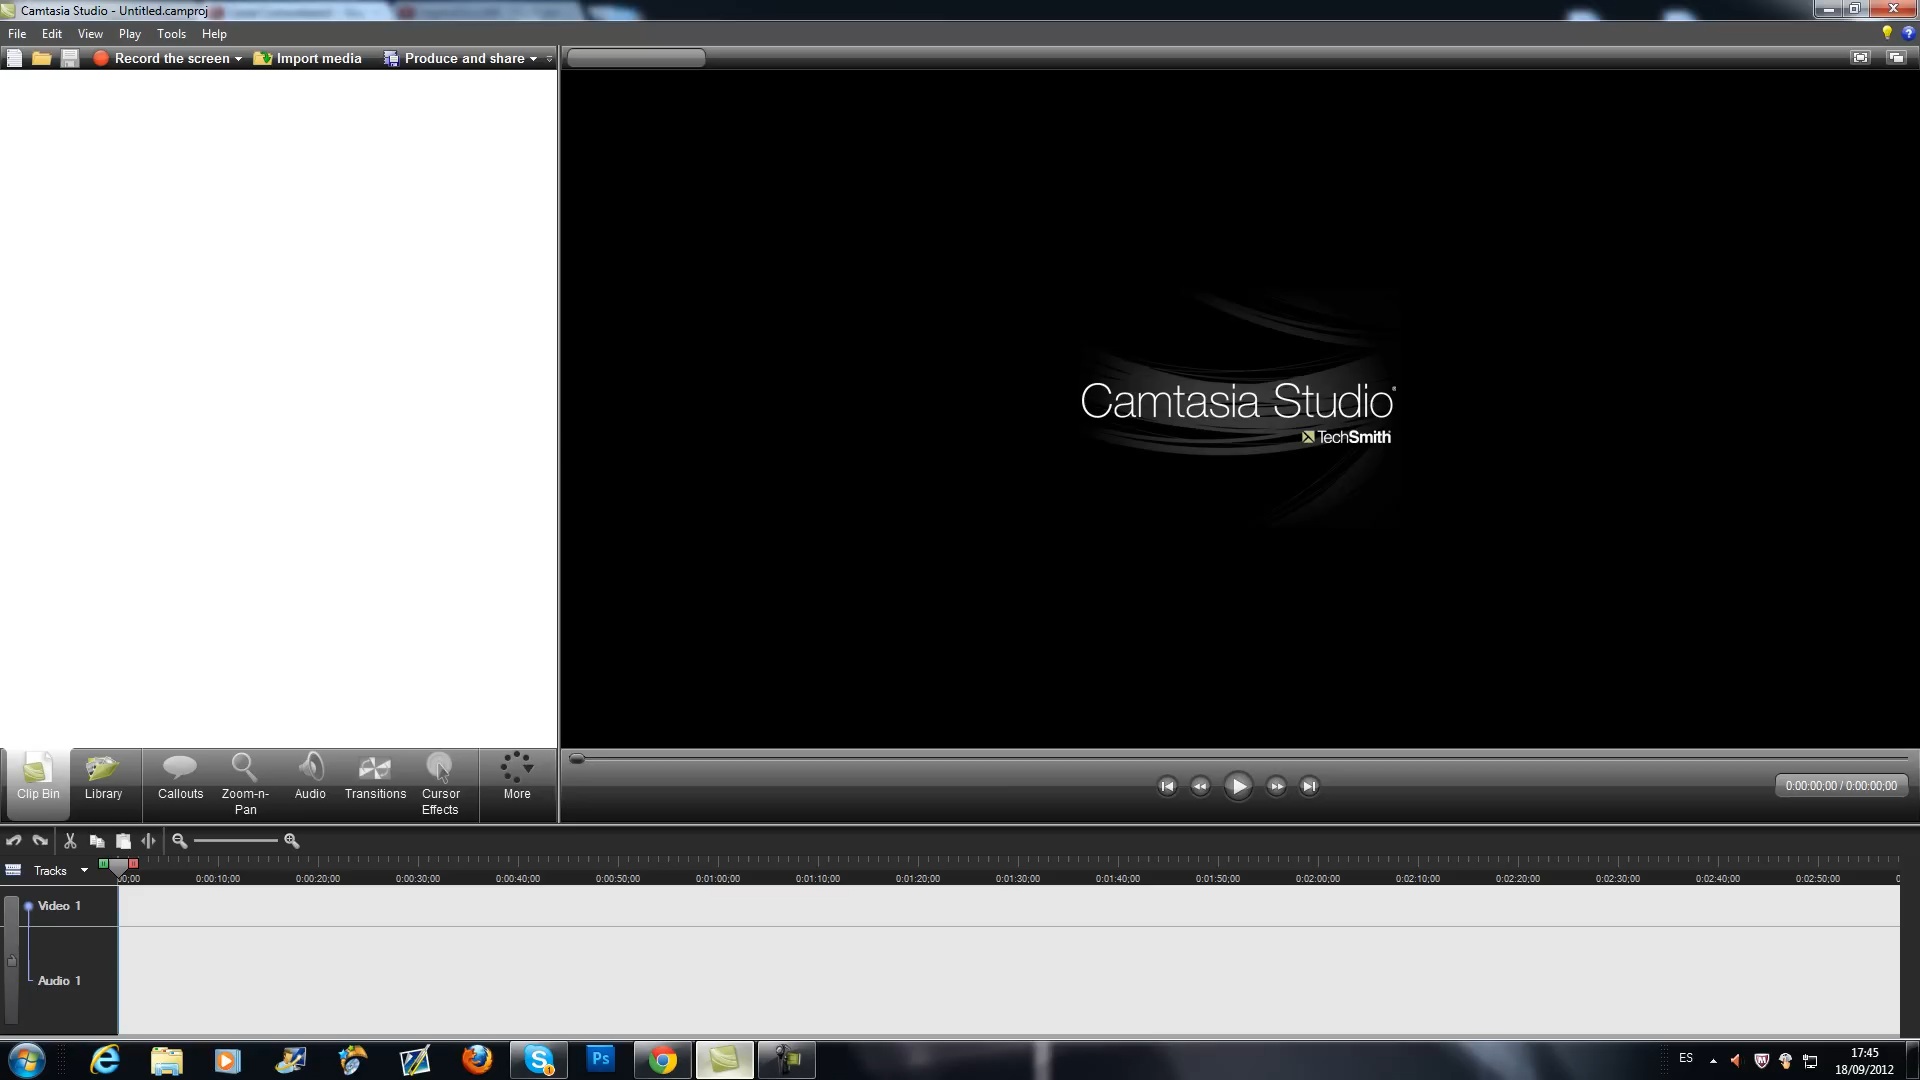 Camtasia Studio - Untitled.camproj
File Edit View Play Tools Help
Record the screen Import media Produce and share
Camtasia Studio
TechSmith
Clip Bin Library Callouts Zoom-n-Pan Audio Transitions Cursor Effects More
0:00:00;00 / 0:00:00;00
Tracks 00;00 0:00:10;00 0:00:20;00 0:00:30;00 0:00:40;00 0:00:50;00 0:01:00;00 0:01:10;00 0:01:20;00 0:01:30;00 0:01:40;00 0:01:50;00 0:02:00;00 0:02:10;00 0:02:20;00 0:02:30;00 0:02:40;00 0:02:50;00
Video 1
Audio 1
Ps
ES
17:45
18/09/2012